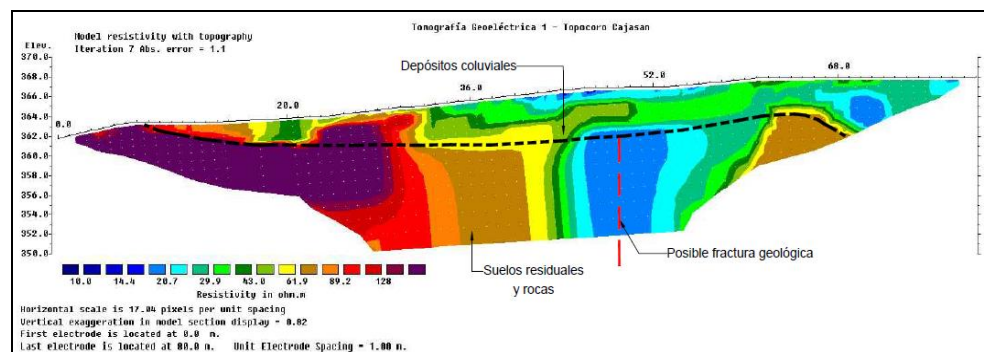 Tomografía Geoeléctrica 1 - Topocoro Cajasan
Model resistivity with topography
Iteration 7 Abs. error = 1.1
Elev.
370.0
368.0
366.0
364.0
362.0
360.0
358.0
356.0
354.0
352.0
350.0
0.0
20.0
36.0
52.0
68.0
Depósitos coluviales
Suelos residuales
y rocas
Posible fractura geológica
10.0 14.4 20.7 29.9 43.0 61.9 89.2 128
Resistivity in ohm.m
Horizontal scale is 17.04 pixels per unit spacing
Vertical exaggeration in model section display = 0.82
First electrode is located at 0.0 m.
Last electrode is located at 80.0 m. Unit Electrode Spacing = 1.00 m.